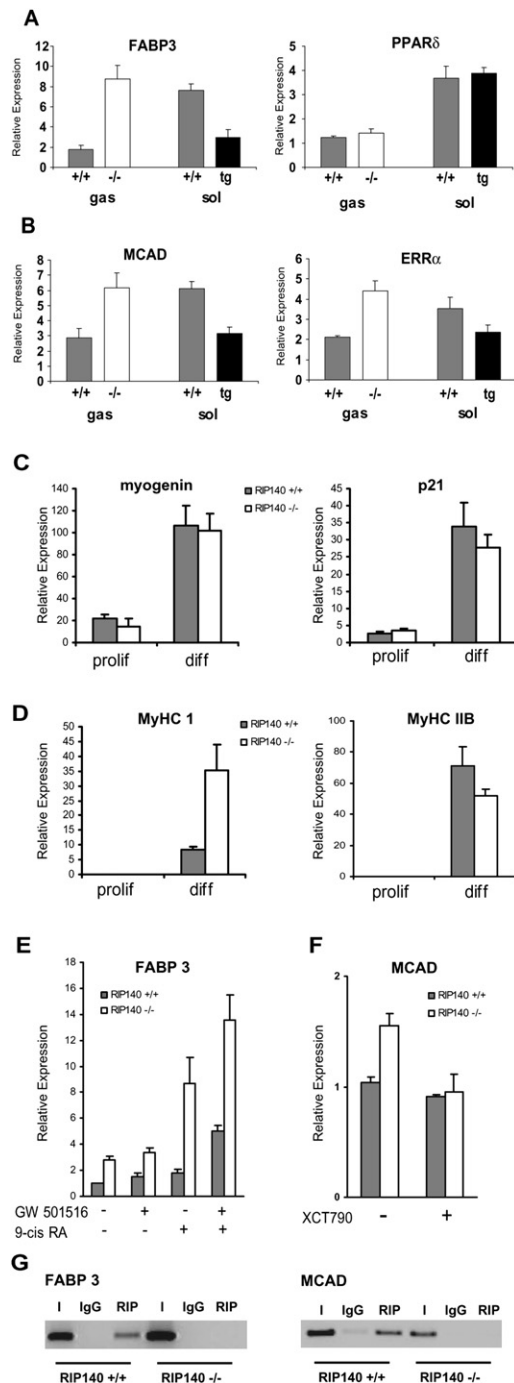 A
FABP3
PPARδ
Relative Expression
12
10
8
6
4
2
0
+/+ -/- +/+ tg
gas sol
Relative Expression
5
4
3
2
1
0
+/+ -/- +/+ tg
gas sol
B
MCAD
ERRα
Relative Expression
7
6
5
4
3
2
1
0
+/+ -/- +/+ tg
gas sol
Relative Expression
6
5
4
3
2
1
0
+/+ -/- +/+ tg
gas sol
C
myogenin
p21
RIP140 +/+
RIP140 -/-
Relative Expression
140
120
100
80
60
40
20
0
prolif diff
Relative Expression
45
40
35
30
25
20
15
10
5
0
prolif diff
D
MyHC 1
MyHC IIB
RIP140 +/+
RIP140 -/-
Relative Expression
50
45
40
35
30
25
20
15
10
5
0
prolif diff
Relative Expression
100
80
60
40
20
0
prolif diff
E
FABP 3
RIP140 +/+
RIP140 -/-
Relative Expression
16
14
12
10
8
6
4
2
0
GW 501516 - + - +
9-cis RA - - + +
F
MCAD
RIP140 +/+
RIP140 -/-
Relative Expression
2
1
0
XCT790 - +
G
FABP 3
MCAD
I IgG RIP I IgG RIP
RIP140 +/+ RIP140 -/-
I IgG RIP I IgG RIP
RIP140 +/+ RIP140 -/-